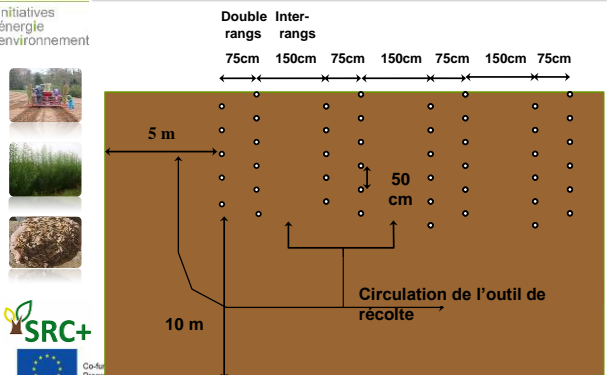 initiatives
énergie
environnement
Double Inter-
rangs rangs
75cm 150cm 75cm 150cm 75cm 150cm 75cm
5 m
50
cm
Circulation de l’outil de
récolte
10 m
SRC+